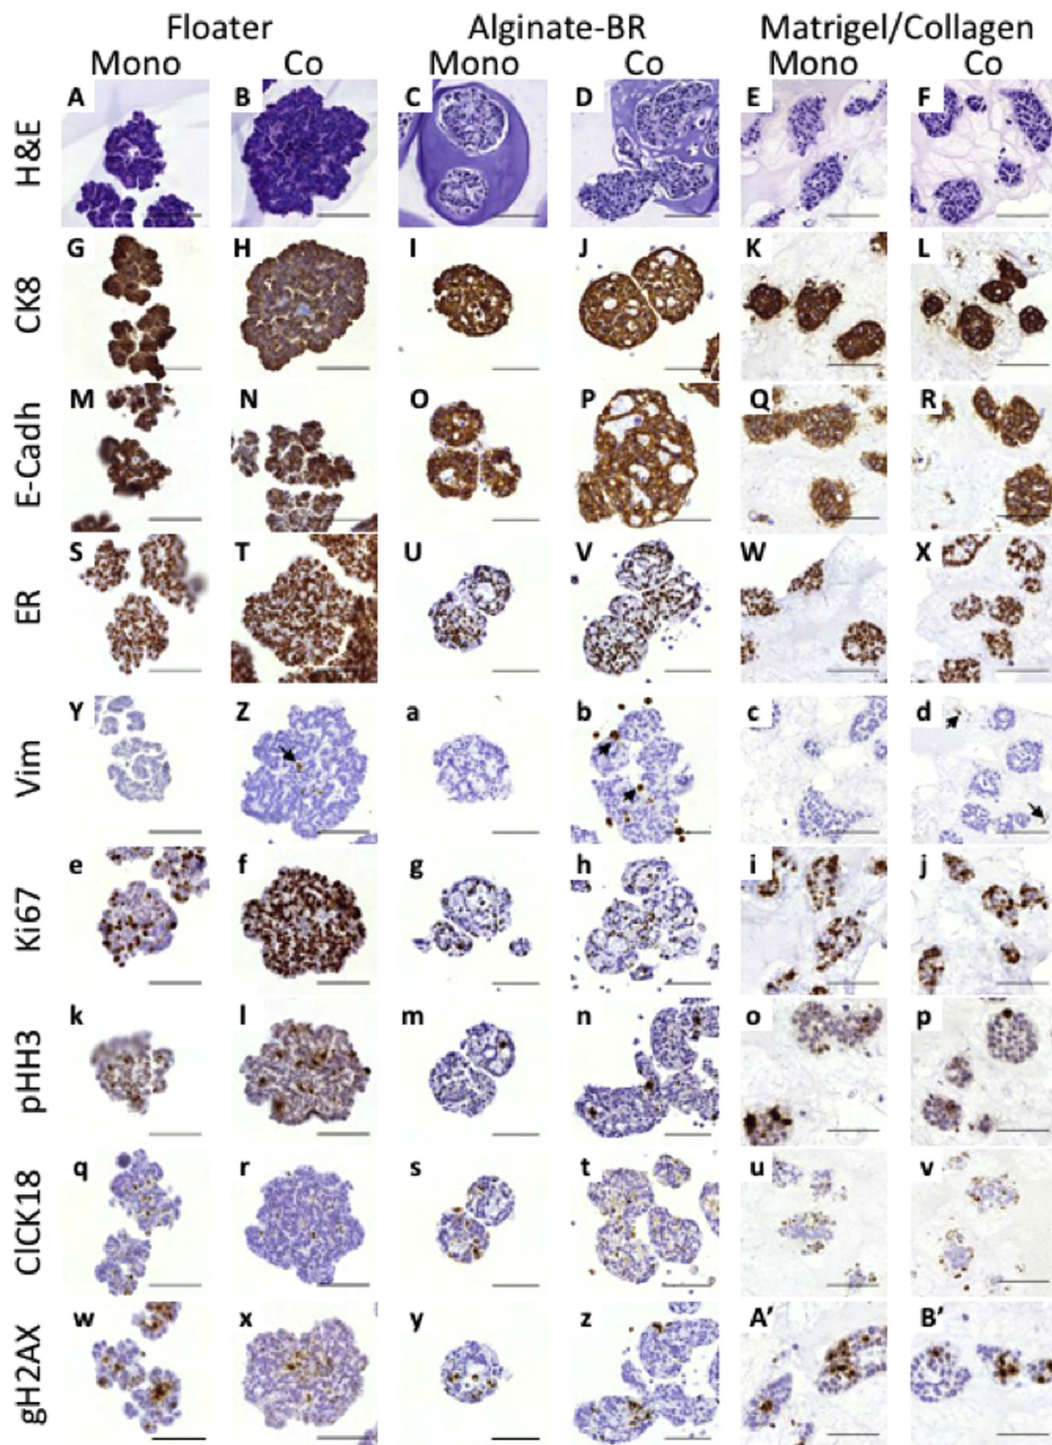 Floater Alginate-BR Matrigel/Collagen
Mono Co Mono Co Mono Co
H&E A B C D E F
CK8 G H I J K L
E-Cadh M N O P Q R
ER S T U V W X
Vim Y Z a b c d
Ki67 e f g h i j
pHH3 k l m n o p
ClCK18 q r s t u v
gH2AX w x y z A’ B’